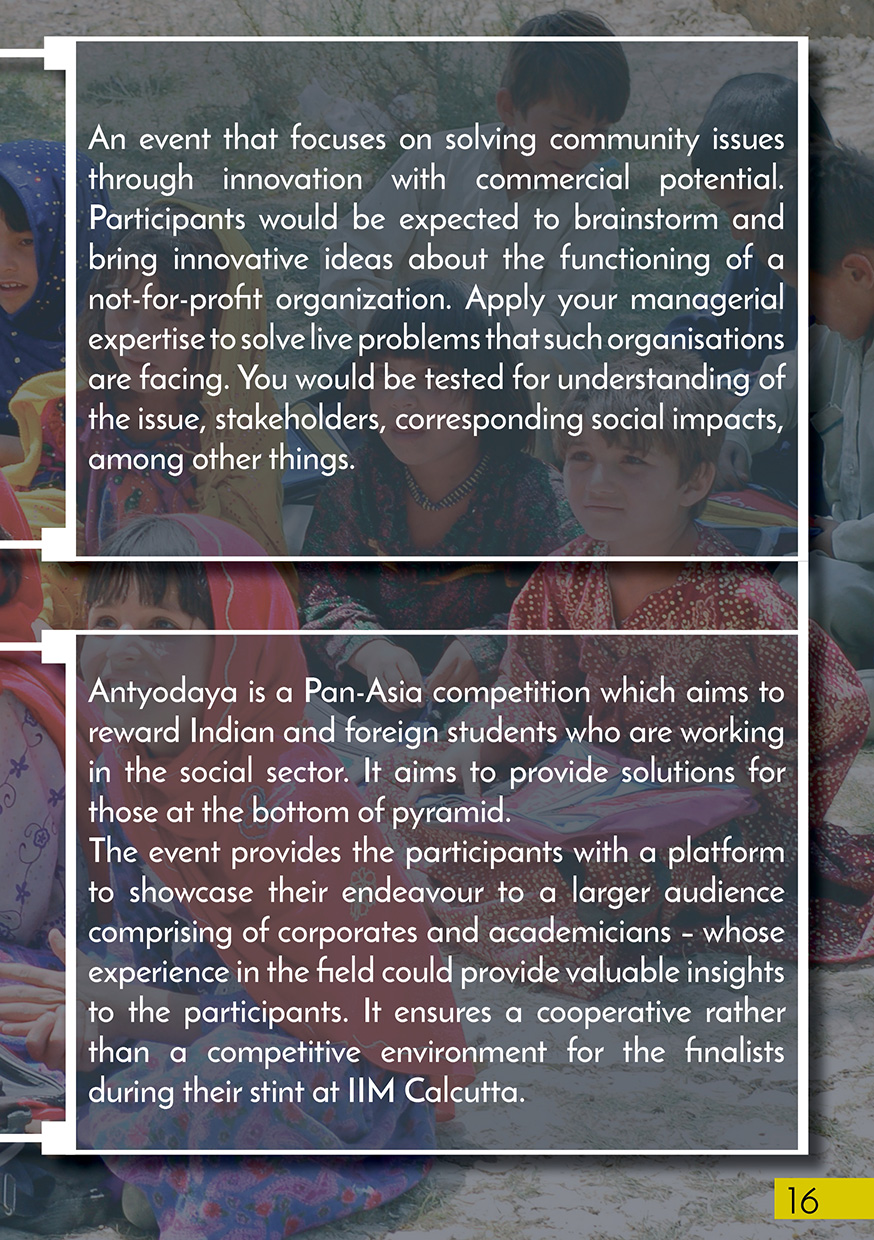 An event that focuses on solving community issues
through innovation with commercial potential.
Participants would be expected to brainstorm and
bring innovative ideas about the functioning of a
not-for-profit organization. Apply your managerial
expertise to solve live problems that such organisations
are facing. You would be tested for understanding of
the issue, stakeholders, corresponding social impacts,
among other things.
Antyodaya is a Pan-Asia competition which aims to
reward Indian and foreign students who are working
in the social sector. It aims to provide solutions for
those at the bottom of pyramid.
The event provides the participants with a platform
to showcase their endeavour to a larger audience
comprising of corporates and academicians – whose
experience in the field could provide valuable insights
to the participants. It ensures a cooperative rather
than a competitive environment for the finalists
during their stint at IIM Calcutta.
16